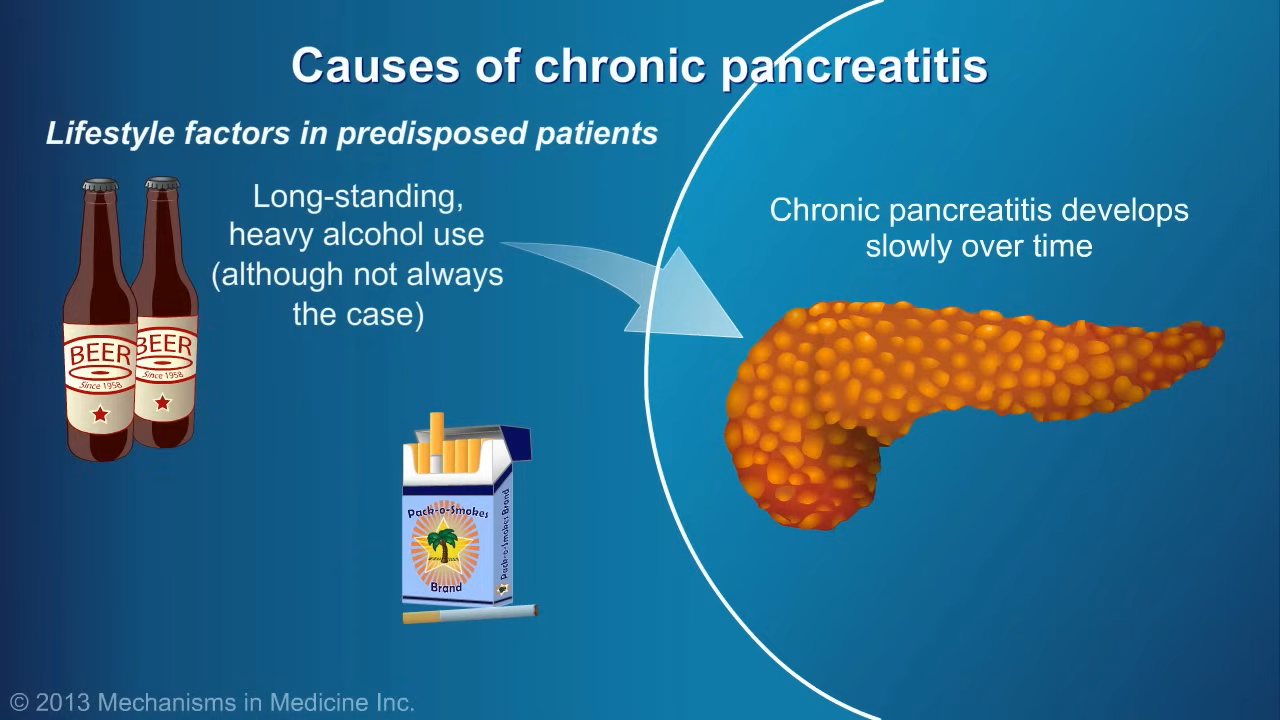 Causes of chronic pancreatitis
Lifestyle factors in predisposed patients
Long-standing,
heavy alcohol use
(although not always
the case)
Chronic pancreatitis develops
slowly over time
BEER
Since 1958
BEER
Since 1958
Pack-o-Smokes
Brand
Pack-o-Smokes Brand
© 2013 Mechanisms in Medicine Inc.